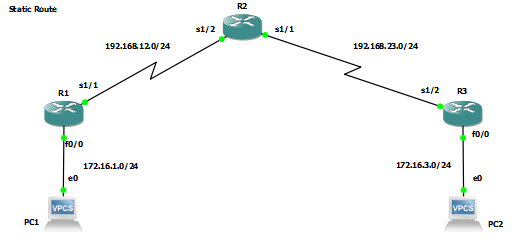 Static Route
R2
s1/2
s1/1
192.168.12.0/24
192.168.23.0/24
R1
s1/1
s1/2
R3
f0/0
f0/0
172.16.1.0/24
172.16.3.0/24
e0
e0
VPCS
VPCS
PC1
PC2